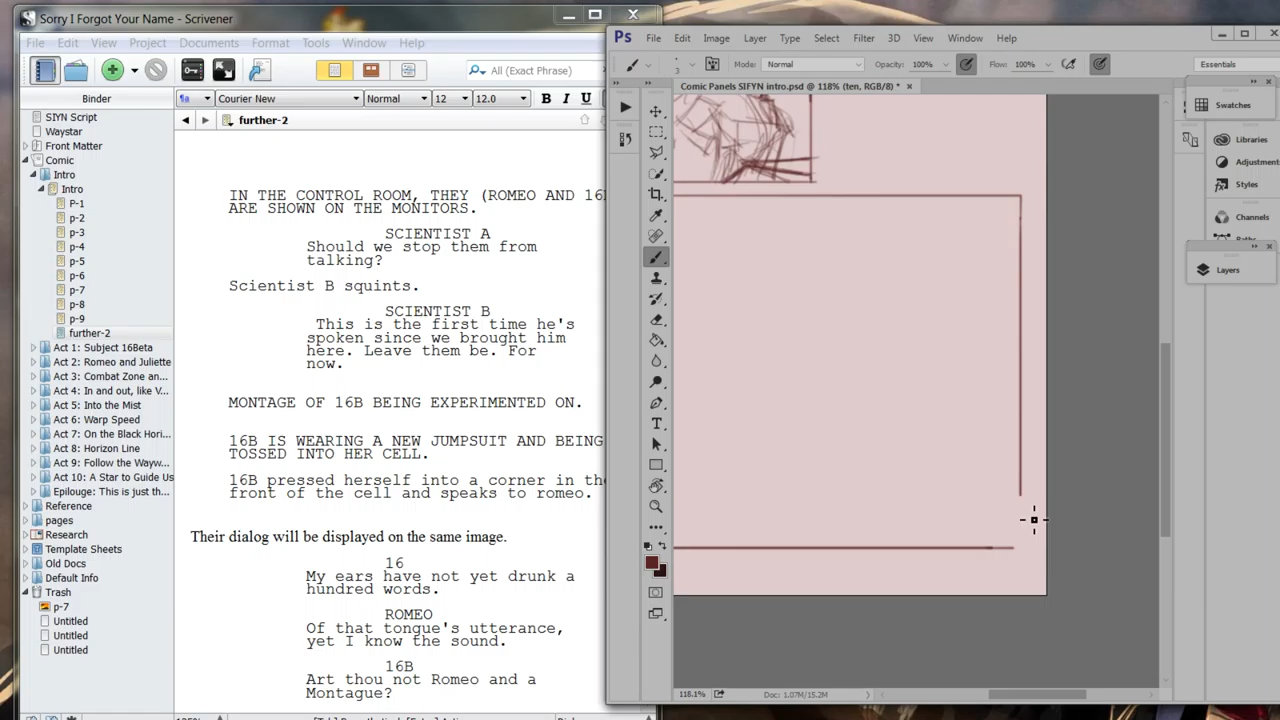 Sorry I Forgot Your Name - Scrivener
File Edit View Project Documents Format Tools Window Help
All (Exact Phrase)
Binder
Courier New Normal 12 12.0 B I U
SIYN Script
Waystar
Front Matter
Comic
Intro
Intro
P-1
p-2
p-3
p-4
p-5
p-6
p-7
p-8
p-9
further-2
Act 1: Subject 16Beta
Act 2: Romeo and Juliette
Act 3: Combat Zone an...
Act 4: In and out, like V...
Act 5: Into the Mist
Act 6: Warp Speed
Act 7: On the Black Hori...
Act 8: Horizon Line
Act 9: Follow the Wayw...
Act 10: A Star to Guide Us
Epilouge: This is just th...
Reference
pages
Research
Template Sheets
Old Docs
Default Info
Trash
p-7
Untitled
Untitled
Untitled
further-2
IN THE CONTROL ROOM, THEY (ROMEO AND 16
ARE SHOWN ON THE MONITORS.
SCIENTIST A
Should we stop them from
talking?
Scientist B squints.
SCIENTIST B
This is the first time he's
spoken since we brought him
here. Leave them be. For
now.
MONTAGE OF 16B BEING EXPERIMENTED ON.
16B IS WEARING A NEW JUMPSUIT AND BEING
TOSSED INTO HER CELL.
16B pressed herself into a corner in the
front of the cell and speaks to romeo.
Their dialog will be displayed on the same image.
16
My ears have not yet drunk a
hundred words.
ROMEO
Of that tongue's utterance,
yet I know the sound.
16B
Art thou not Romeo and a
Montague?
Ps File Edit Image Layer Type Select Filter 3D View Window Help
3 Mode: Normal Opacity: 100% Flow: 100% Essentials
Comic Panels SIFYN intro.psd @ 118% (ten, RGB/8) *
Swatches
Libraries
Adjustment
Styles
Channels
Layers
118.1% Doc: 1.07M/15.2M